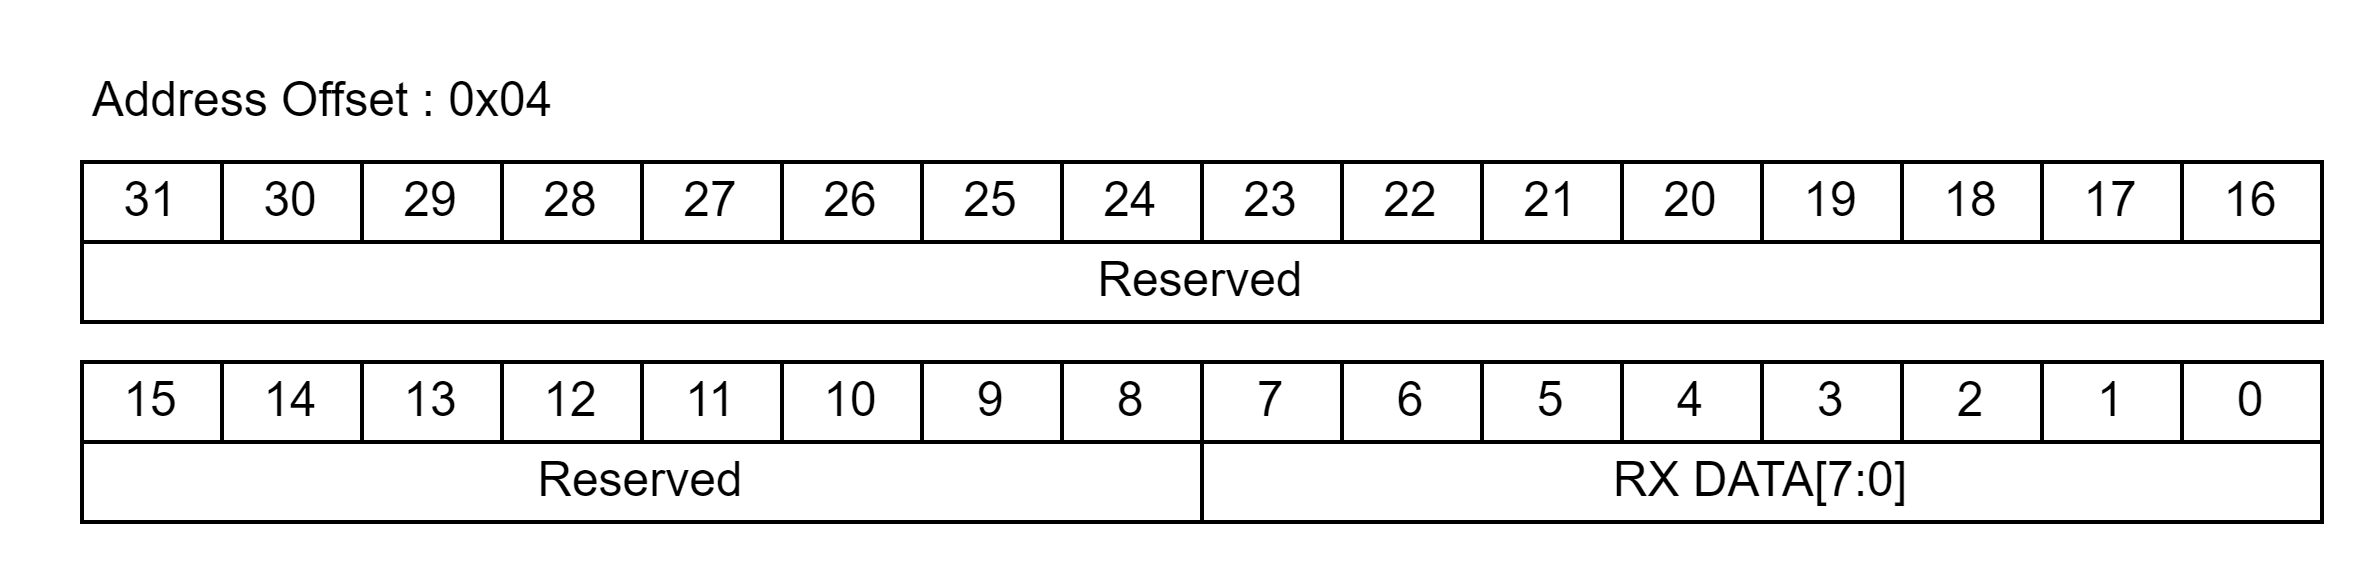 Address Offset : 0x04
31 30 29 28 27 26 25 24 23 22 21 20 19 18 17 16
Reserved
15 14 13 12 11 10 9 8 7 6 5 4 3 2 1 0
Reserved RX DATA[7:0]